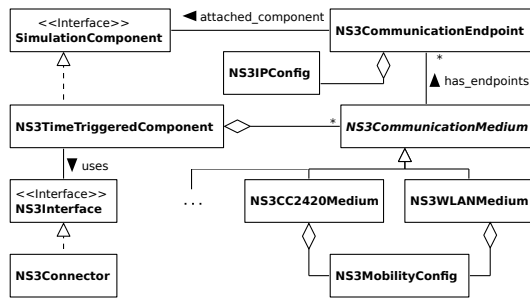 <<Interface>>
SimulationComponent
◀ attached_component
NS3CommunicationEndpoint
NS3IPConfig
*
▲ has_endpoints
NS3TimeTriggeredComponent
*
NS3CommunicationMedium
▼ uses
<<Interface>>
NS3Interface
...
NS3CC2420Medium
NS3WLANMedium
NS3Connector
NS3MobilityConfig